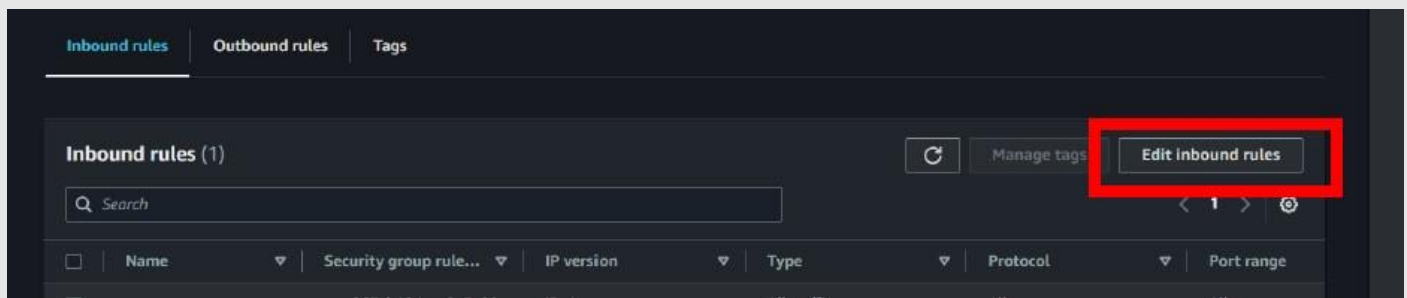 Inbound rules Outbound rules Tags
Inbound rules (1)
Manage tags Edit inbound rules
Search
1
Name Security group rule... IP version Type Protocol Port range